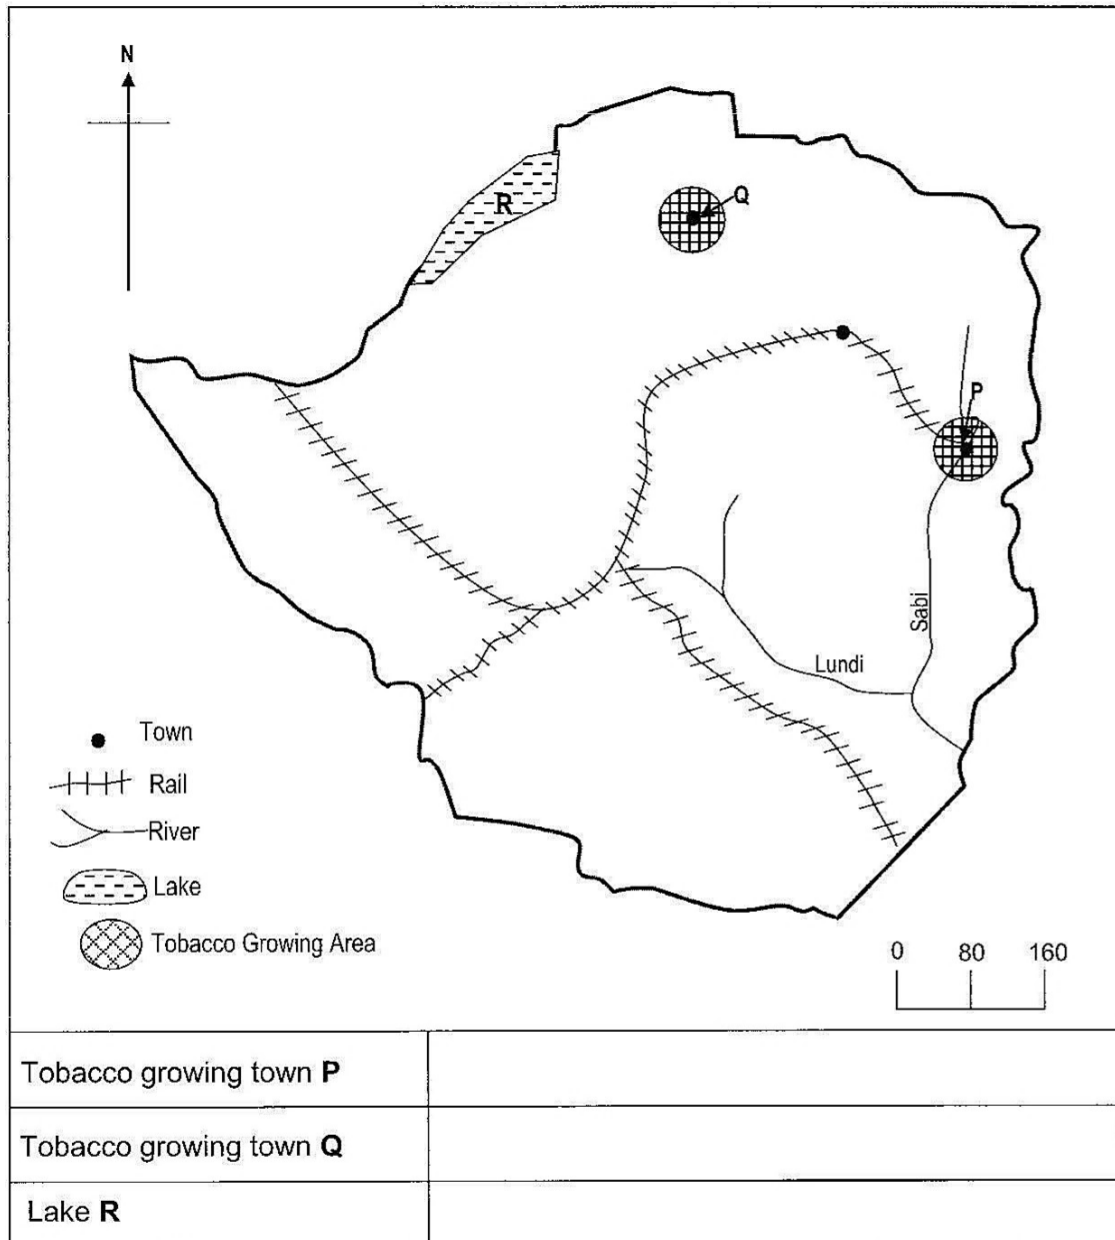 N
R
Q
P
Sabi
Lundi
Town
Rail
River
Lake
Tobacco Growing Area
0 80 160
Tobacco growing town P
Tobacco growing town Q
Lake R